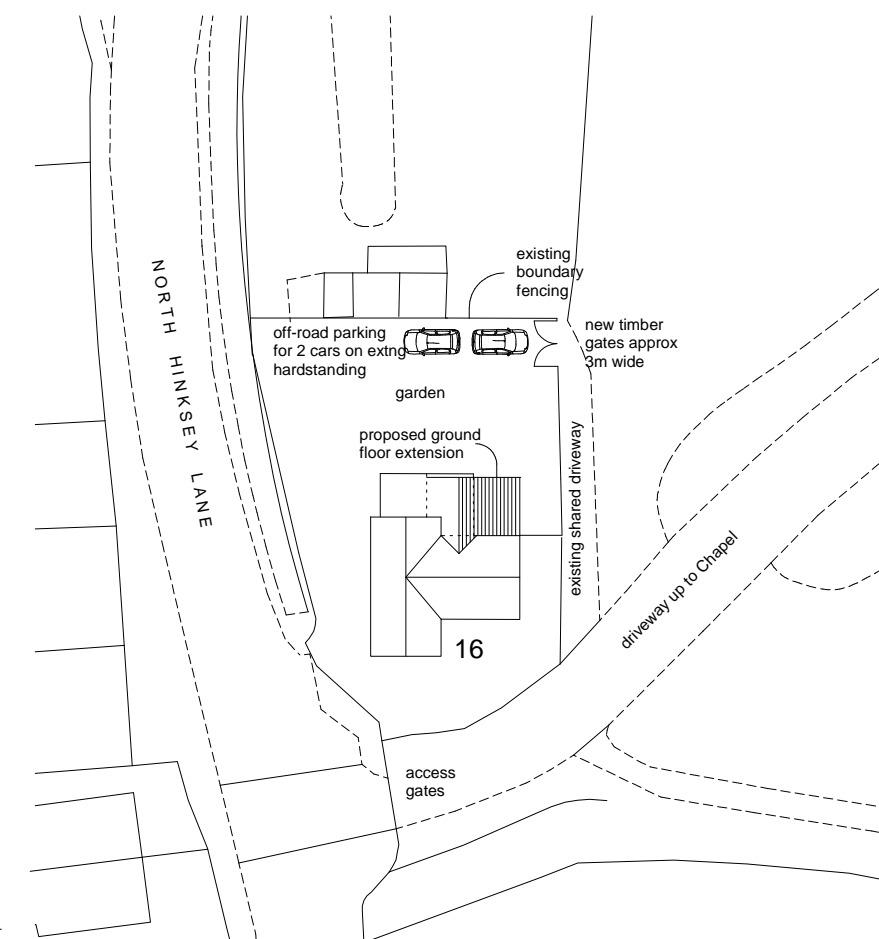 existing
boundary
fencing
NORTH HINKSEY LANE
off-road parking
for 2 cars on extng
hardstanding
new timber
gates approx
3m wide
garden
proposed ground
floor extension
existing shared driveway
driveway up to Chapel
16
access
gates